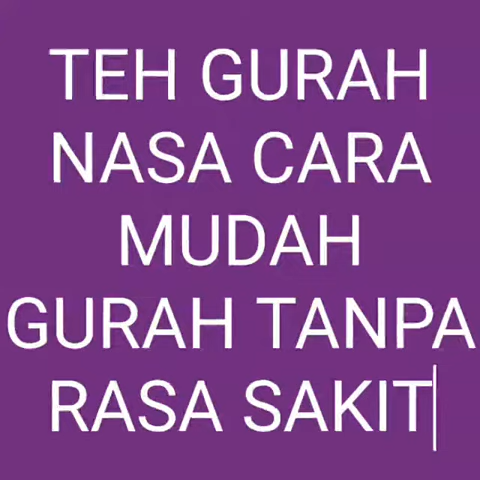 TEH GURAH
NASA CARA
MUDAH
GURAH TANPA
RASA SAKIT